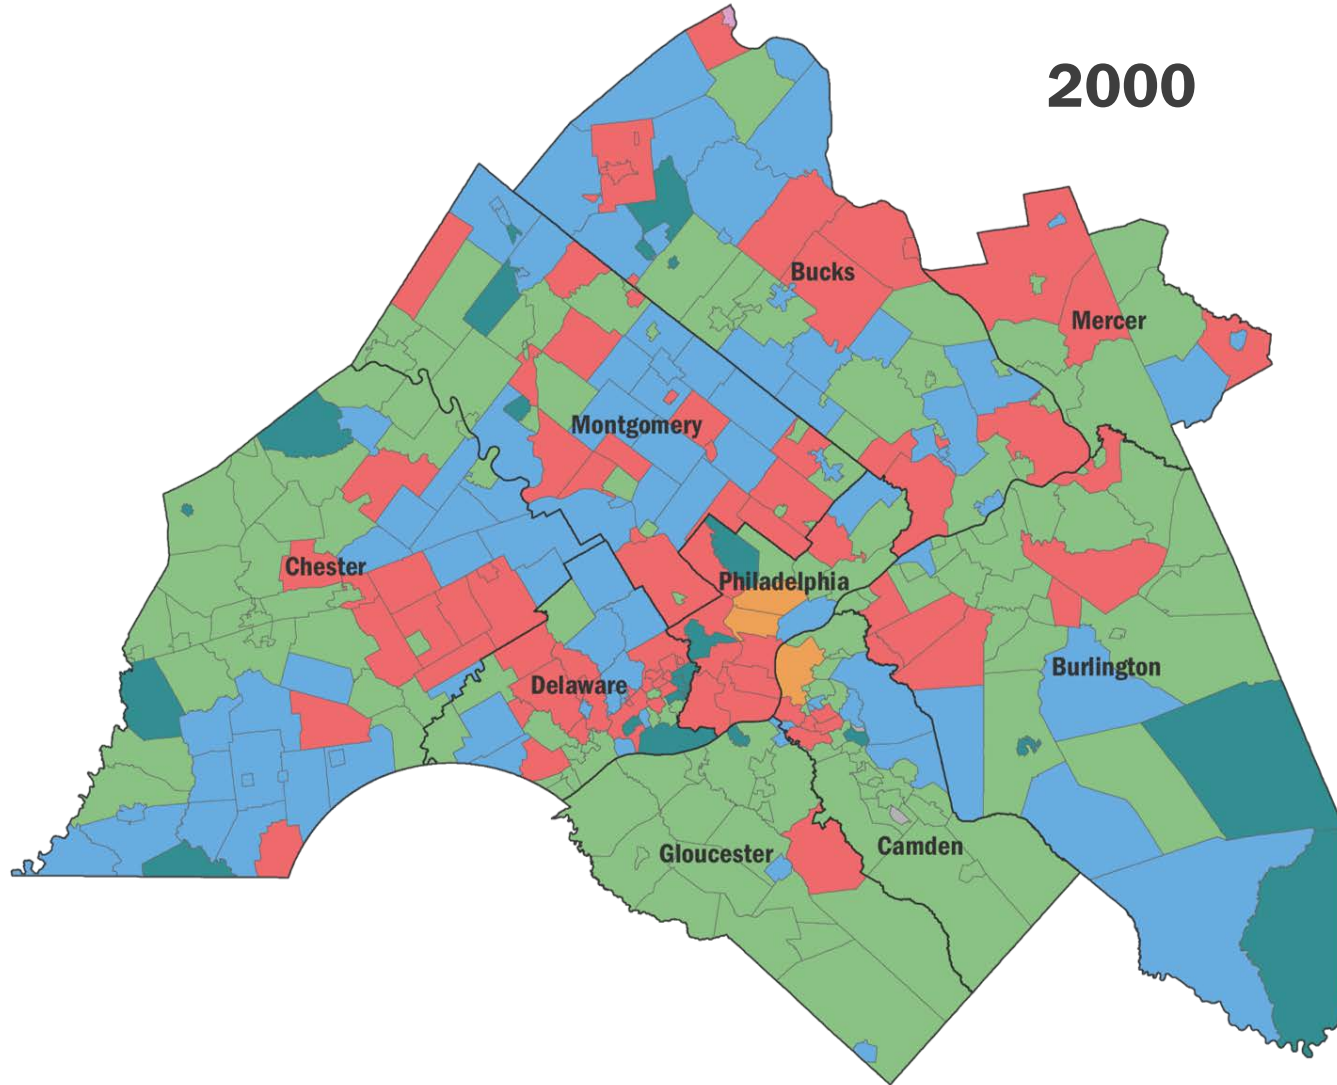 2000
Bucks
Mercer
Montgomery
Chester
Philadelphia
Burlington
Delaware
Gloucester
Camden